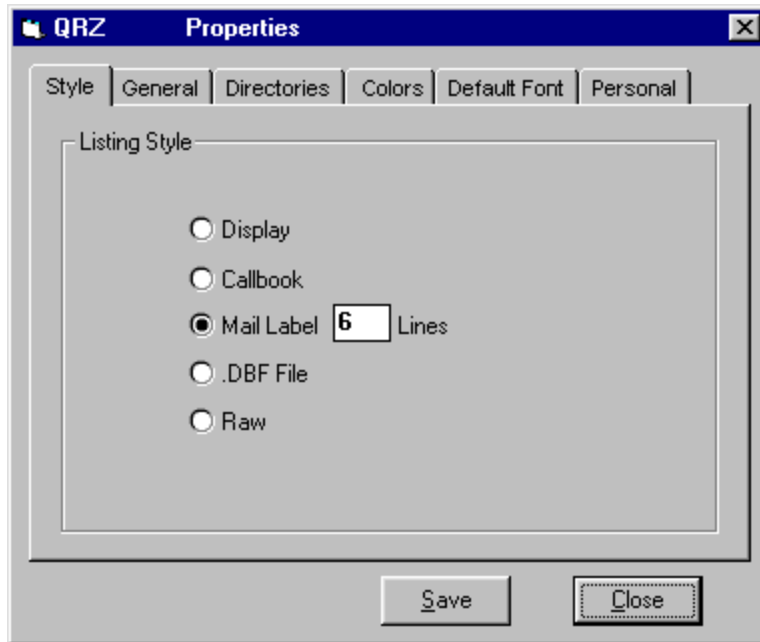 QRZ Properties
Style General Directories Colors Default Font Personal
Listing Style
Display
Callbook
Mail Label 6 Lines
.DBF File
Raw
Save Close